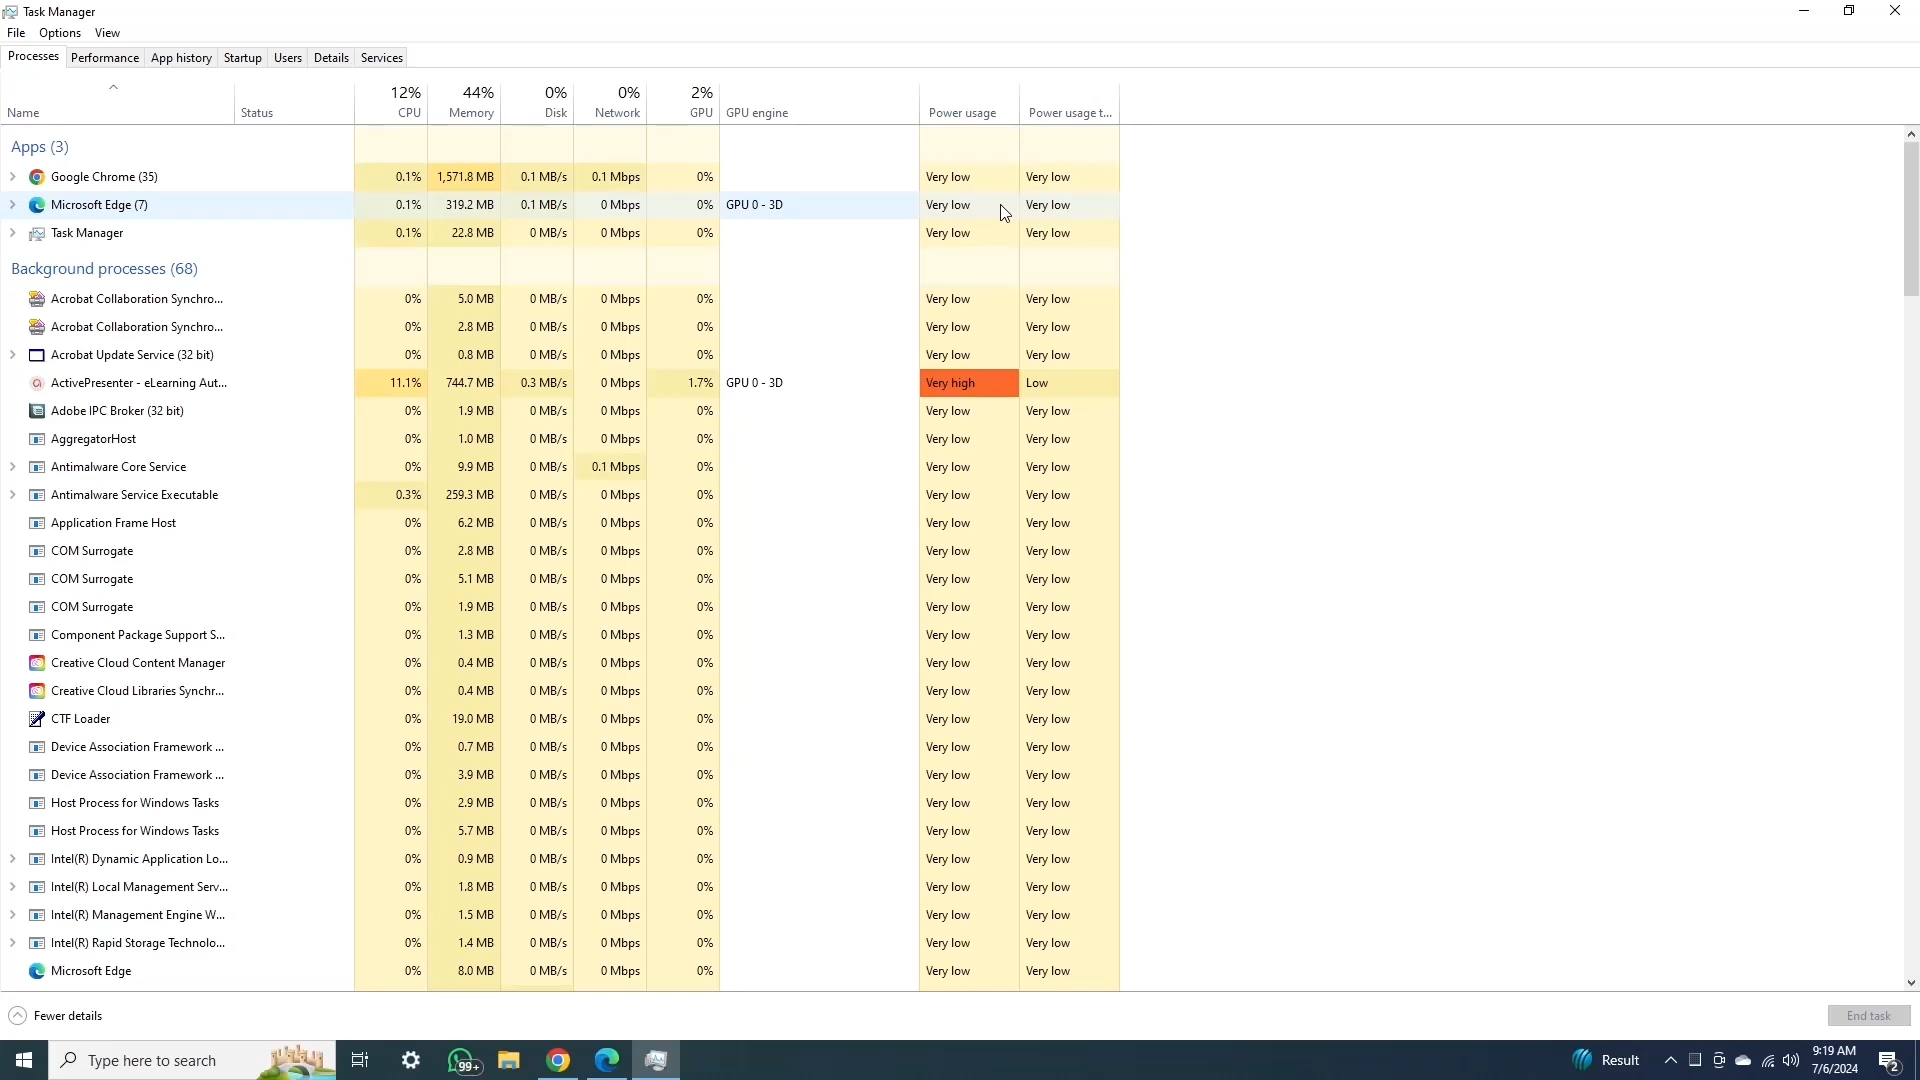 Task Manager
File Options View
Processes Performance App history Startup Users Details Services
12% 44% 0% 0% 2%
Name Status CPU Memory Disk Network GPU GPU engine Power usage Power usage t...
Apps (3)
Google Chrome (35) 0.1% 1,571.8 MB 0.1 MB/s 0.1 Mbps 0% Very low Very low
Microsoft Edge (7) 0.1% 319.2 MB 0.1 MB/s 0 Mbps 0% GPU 0 - 3D Very low Very low
Task Manager 0.1% 22.8 MB 0 MB/s 0 Mbps 0% Very low Very low
Background processes (68)
Acrobat Collaboration Synchro... 0% 5.0 MB 0 MB/s 0 Mbps 0% Very low Very low
Acrobat Collaboration Synchro... 0% 2.8 MB 0 MB/s 0 Mbps 0% Very low Very low
Acrobat Update Service (32 bit) 0% 0.8 MB 0 MB/s 0 Mbps 0% Very low Very low
ActivePresenter - eLearning Aut... 11.1% 744.7 MB 0.3 MB/s 0 Mbps 1.7% GPU 0 - 3D Very high Low
Adobe IPC Broker (32 bit) 0% 1.9 MB 0 MB/s 0 Mbps 0% Very low Very low
AggregatorHost 0% 1.0 MB 0 MB/s 0 Mbps 0% Very low Very low
Antimalware Core Service 0% 9.9 MB 0 MB/s 0.1 Mbps 0% Very low Very low
Antimalware Service Executable 0.3% 259.3 MB 0 MB/s 0 Mbps 0% Very low Very low
Application Frame Host 0% 6.2 MB 0 MB/s 0 Mbps 0% Very low Very low
COM Surrogate 0% 2.8 MB 0 MB/s 0 Mbps 0% Very low Very low
COM Surrogate 0% 5.1 MB 0 MB/s 0 Mbps 0% Very low Very low
COM Surrogate 0% 1.9 MB 0 MB/s 0 Mbps 0% Very low Very low
Component Package Support S... 0% 1.3 MB 0 MB/s 0 Mbps 0% Very low Very low
Creative Cloud Content Manager 0% 0.4 MB 0 MB/s 0 Mbps 0% Very low Very low
Creative Cloud Libraries Synchr... 0% 0.4 MB 0 MB/s 0 Mbps 0% Very low Very low
CTF Loader 0% 19.0 MB 0 MB/s 0 Mbps 0% Very low Very low
Device Association Framework ... 0% 0.7 MB 0 MB/s 0 Mbps 0% Very low Very low
Device Association Framework ... 0% 3.9 MB 0 MB/s 0 Mbps 0% Very low Very low
Host Process for Windows Tasks 0% 2.9 MB 0 MB/s 0 Mbps 0% Very low Very low
Host Process for Windows Tasks 0% 5.7 MB 0 MB/s 0 Mbps 0% Very low Very low
Intel(R) Dynamic Application Lo... 0% 0.9 MB 0 MB/s 0 Mbps 0% Very low Very low
Intel(R) Local Management Serv... 0% 1.8 MB 0 MB/s 0 Mbps 0% Very low Very low
Intel(R) Management Engine W... 0% 1.5 MB 0 MB/s 0 Mbps 0% Very low Very low
Intel(R) Rapid Storage Technolo... 0% 1.4 MB 0 MB/s 0 Mbps 0% Very low Very low
Microsoft Edge 0% 8.0 MB 0 MB/s 0 Mbps 0% Very low Very low
Fewer details End task
Type here to search 99+ Result 9:19 AM
7/6/2024 2